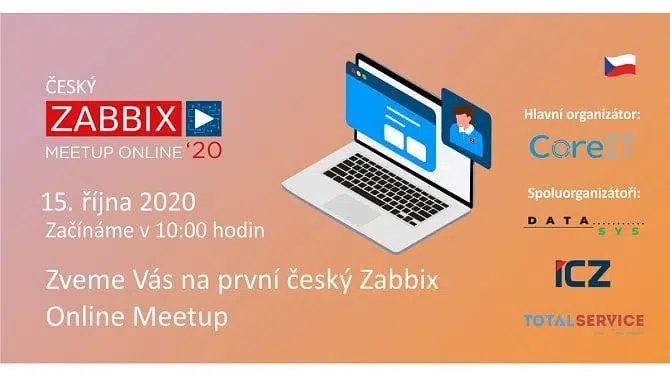 ČESKÝ
ZABBIX
MEETUP ONLINE '20
15. října 2020
Začínáme v 10:00 hodin
Zveme Vás na první český Zabbix
Online Meetup
Hlavní organizátor:
CoreIT
Spoluorganizátoři:
DATA..........
SYS
ICZ
TOTALSERVICE